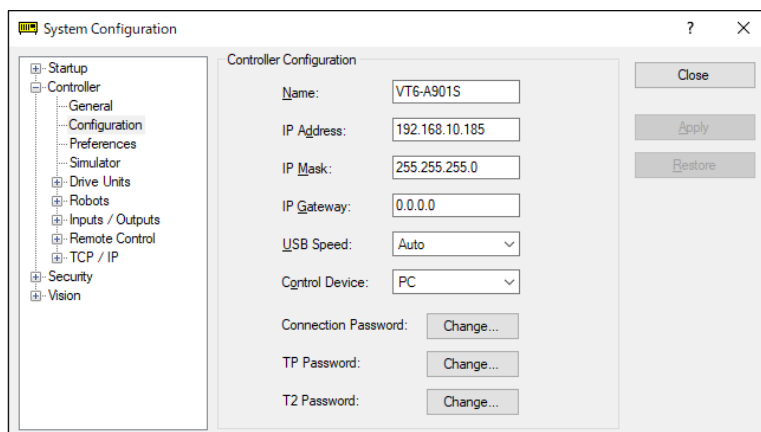 System Configuration
?
Startup
Controller
General
Configuration
Preferences
Simulator
Drive Units
Robots
Inputs / Outputs
Remote Control
TCP / IP
Security
Vision
Controller Configuration
Name: VT6-A901S
IP Address: 192.168.10.185
IP Mask: 255.255.255.0
IP Gateway: 0.0.0.0
USB Speed: Auto
Control Device: PC
Connection Password: Change...
TP Password: Change...
T2 Password: Change...
Close
Apply
Restore